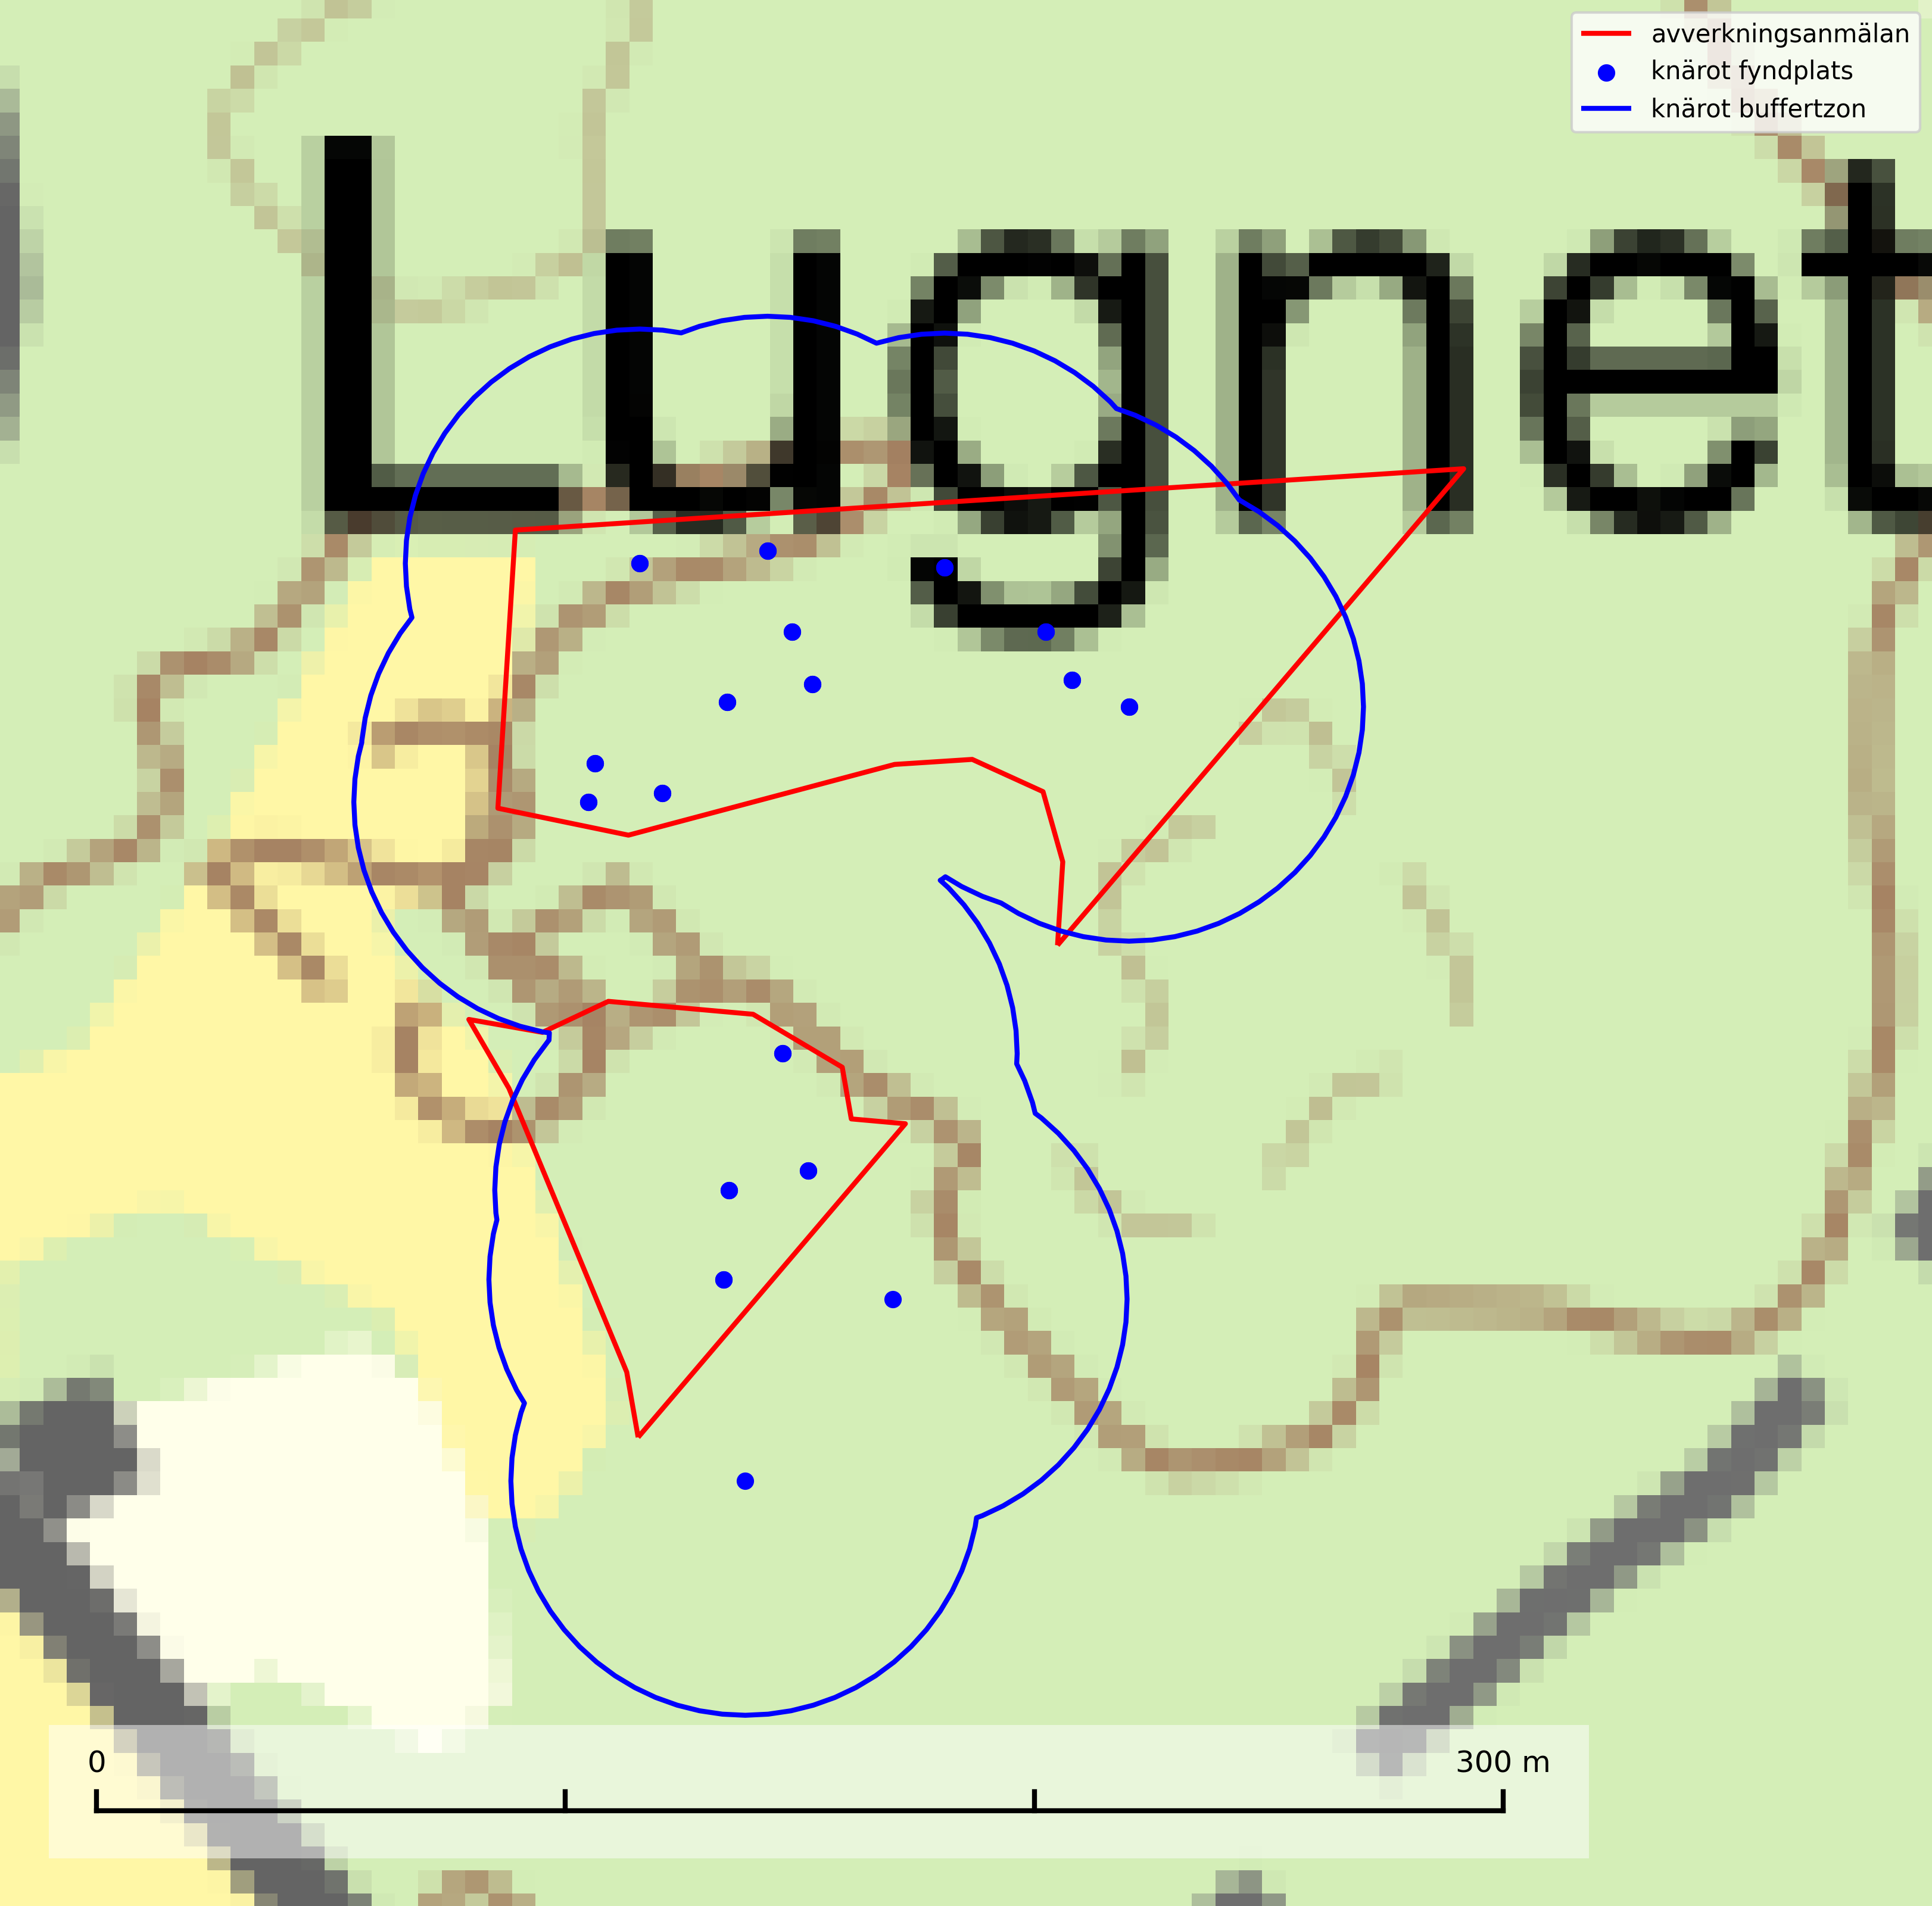 avverkningsanmälan
knärot fyndplats
knärot buffertzon
Lugnet
0 300 m